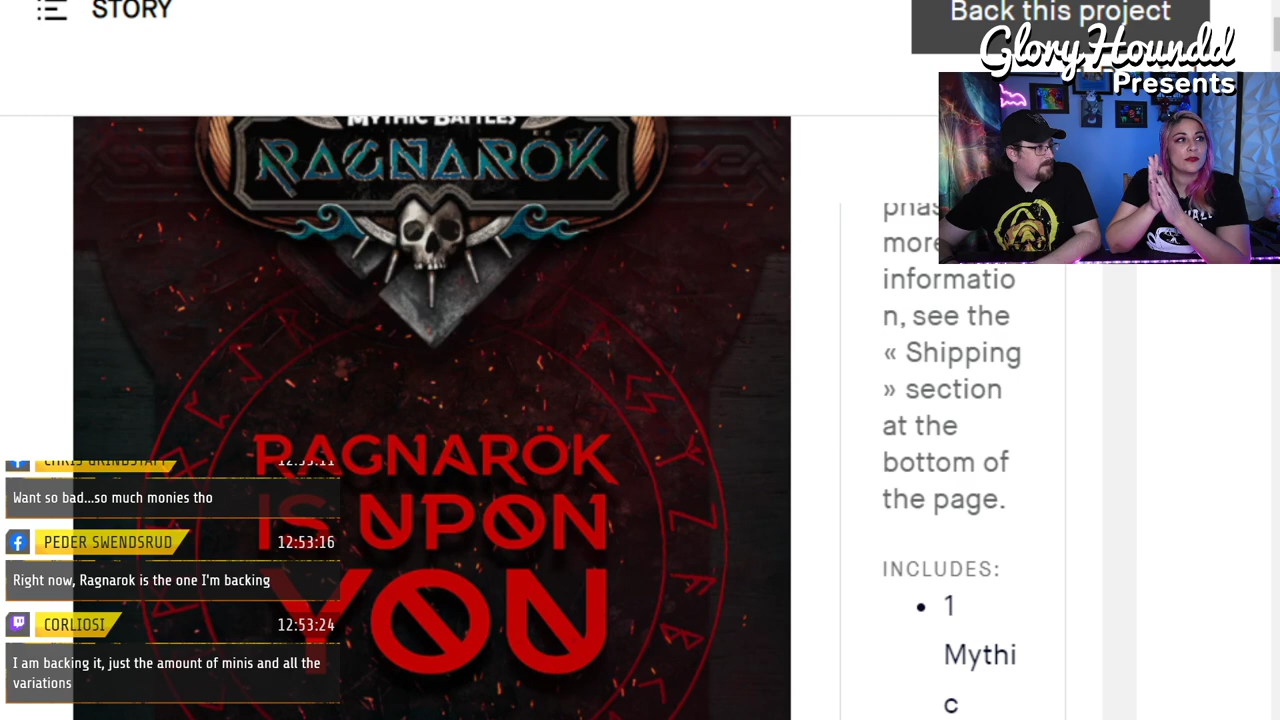 STORY
Back this project
GloryHoundd
Presents
MYTHIC BATTLES
RAGNARÖK
phas
more
informatio
n, see the
« Shipping
» section
at the
bottom of
the page.
INCLUDES:
1
Mythi
c
RAGNARÖK
IS UPON
YOU
CHRIS GRINDSTAFF
12:53:11
Want so bad...so much monies tho
PEDER SWENDSRUD
12:53:16
Right now, Ragnarok is the one I'm backing
CORLIOSI
12:53:24
I am backing it, just the amount of minis and all the
variations